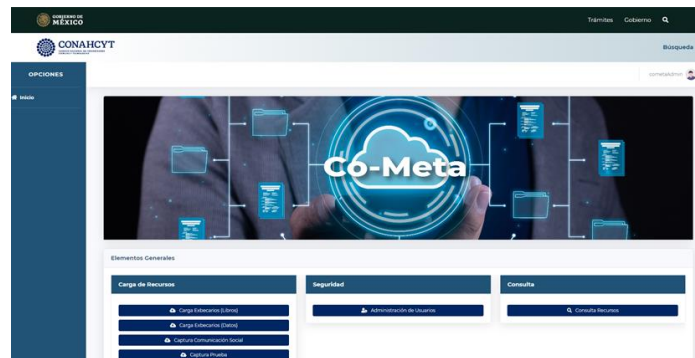 GOBIERNO DE
MÉXICO
Trámites Gobierno
CONAHCYT
Búsqueda
OPCIONES
cometaAdmin
Inicio
Co-Meta
Elementos Generales
Carga de Recursos
Seguridad
Consulta
Carga Exbecarios (Libros)
Administración de Usuarios
Consulta Recursos
Carga Exbecarios (Datos)
Captura Comunicación Social
Captura Prueba